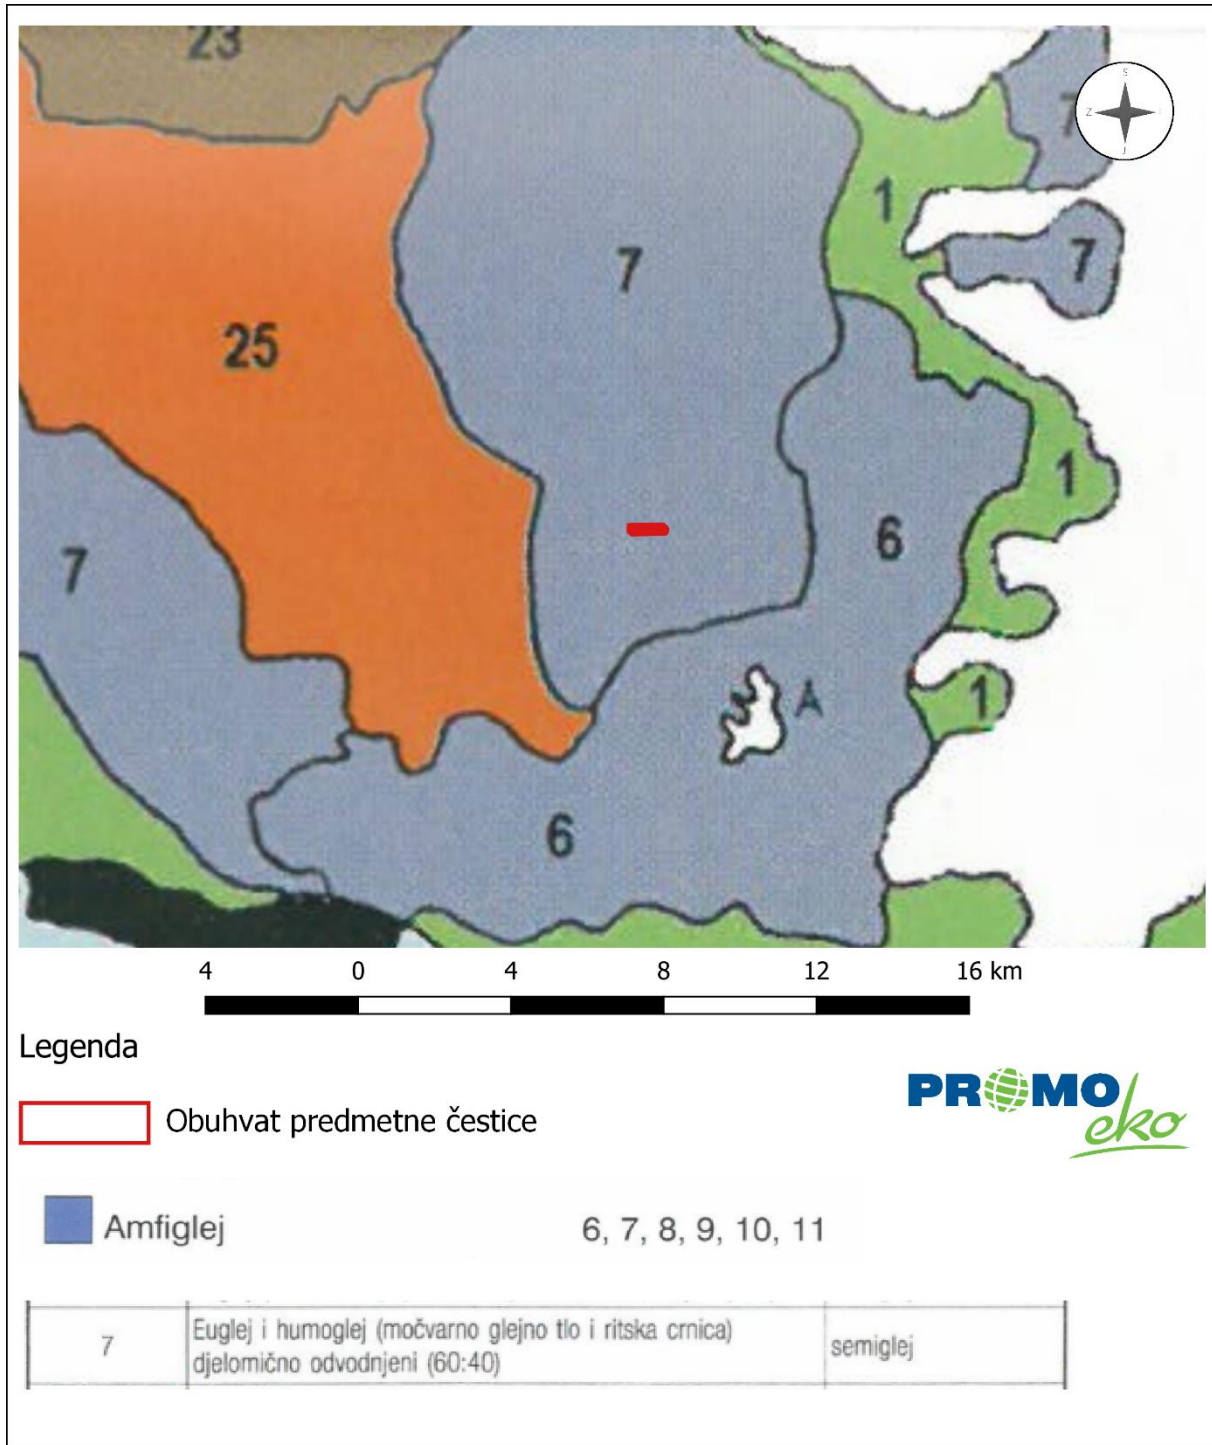 23
S
Z
J
7
1
7
7
25
1
6
7
1
A
6
4 0 4 8 12 16 km
Legenda
PROMO
eko
Obuhvat predmetne čestice
Amfiglej 6, 7, 8, 9, 10, 11
7 Euglej i humoglej (močvarno glejno tlo i ritska crnica) semiglej
djelomično odvodnjeni (60:40)